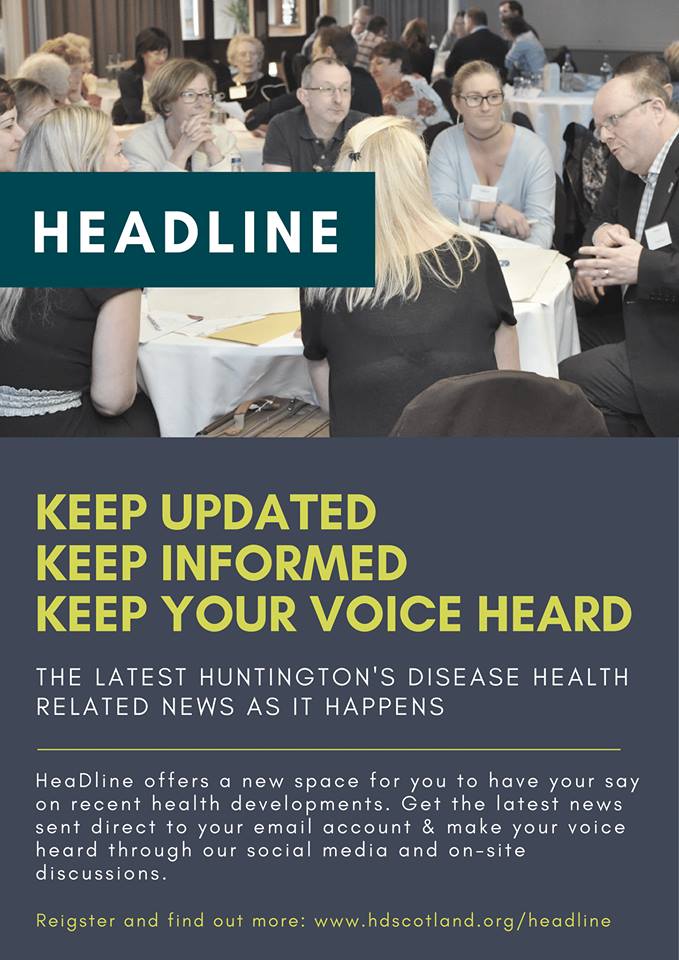 HEADLINE
KEEP UPDATED
KEEP INFORMED
KEEP YOUR VOICE HEARD
THE LATEST HUNTINGTON'S DISEASE HEALTH
RELATED NEWS AS IT HAPPENS
HeaDline offers a new space for you to have your say
on recent health developments. Get the latest news
sent direct to your email account & make your voice
heard through our social media and on-site
discussions.
Reigster and find out more: www.hdscotland.org/headline